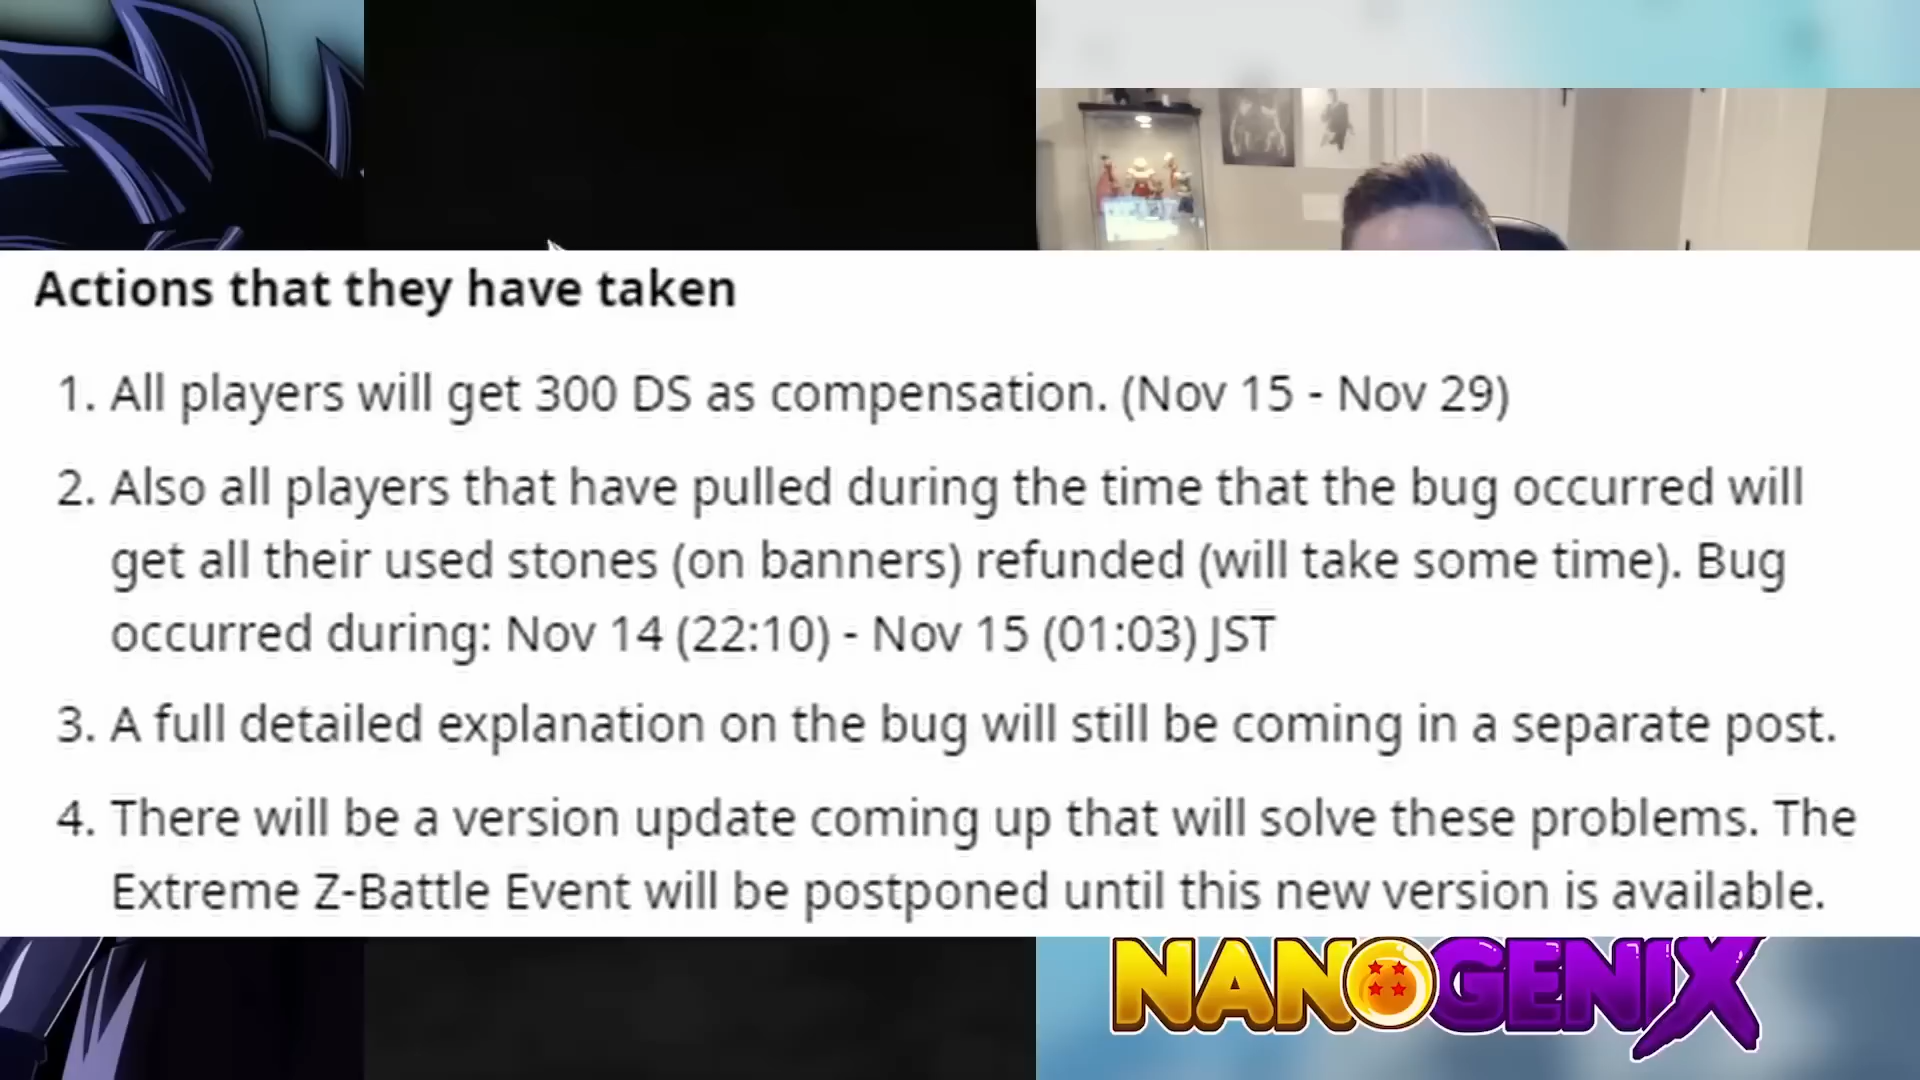 Actions that they have taken
1. All players will get 300 DS as compensation. (Nov 15 - Nov 29)
2. Also all players that have pulled during the time that the bug occurred will
get all their used stones (on banners) refunded (will take some time). Bug
occurred during: Nov 14 (22:10) - Nov 15 (01:03) JST
3. A full detailed explanation on the bug will still be coming in a separate post.
4. There will be a version update coming up that will solve these problems. The
Extreme Z-Battle Event will be postponed until this new version is available.
NANOGENIX